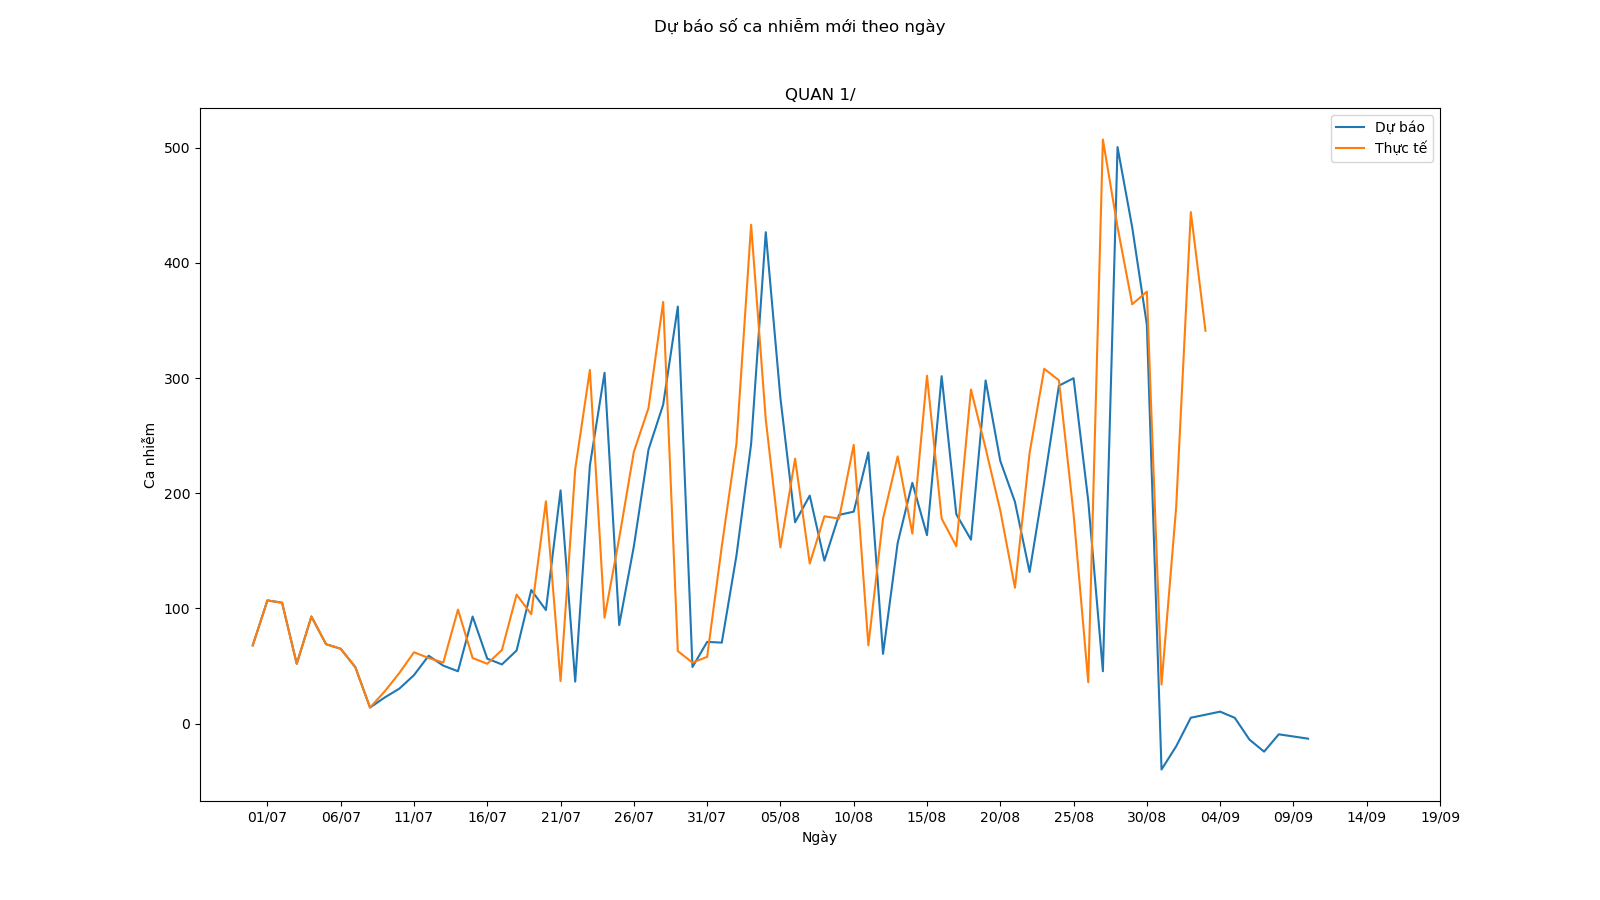 Dự báo số ca nhiễm mới theo ngày
QUAN 1/
Dự báo
Thực tế
500
400
300
200
100
0
Ca nhiễm
01/07 06/07 11/07 16/07 21/07 26/07 31/07 05/08 10/08 15/08 20/08 25/08 30/08 04/09 09/09 14/09 19/09
Ngày